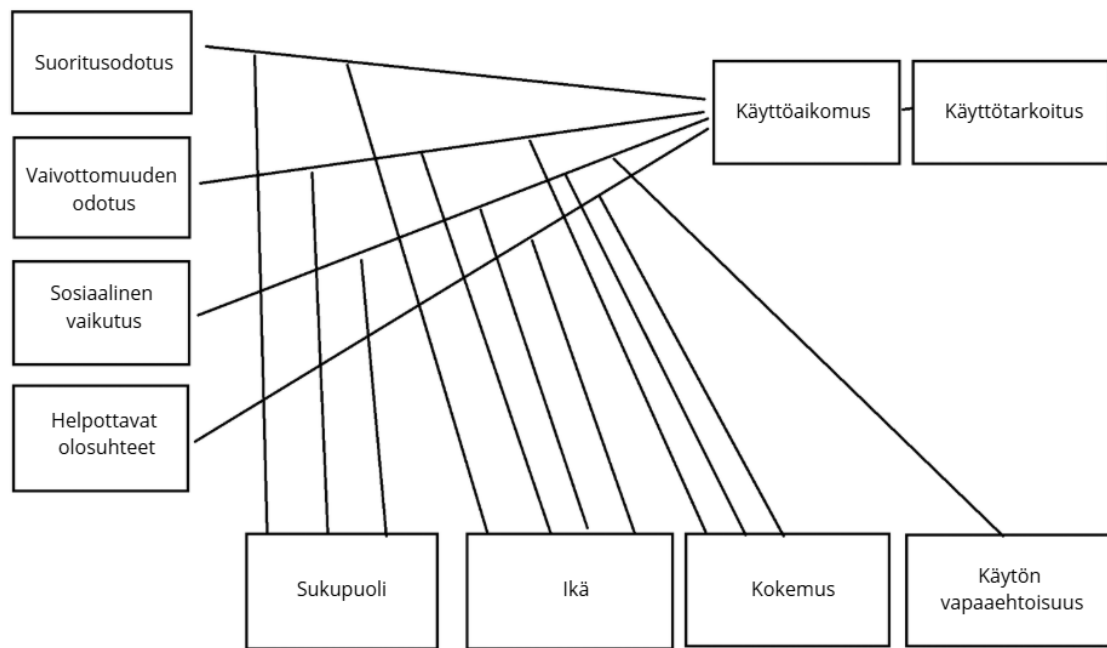 Suoritusodotus
Vaivottomuuden
odotus
Sosiaalinen
vaikutus
Helpottavat
olosuhteet
Käyttöaikomus
Käyttötarkoitus
Sukupuoli
Ikä
Kokemus
Käytön
vapaaehtoisuus